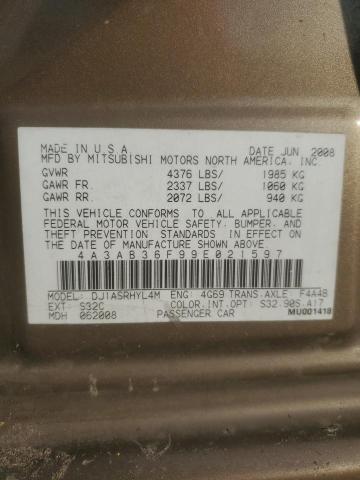 MADE IN U.S.A. DATE JUN 2008
MFD BY MITSUBISHI MOTORS NORTH AMERICA, INC
GVWR 4376 LBS/ 1985 KG
GAWR FR. 2337 LBS/ 1060 KG
GAWR RR. 2072 LBS/ 940 KG
THIS VEHICLE CONFORMS TO ALL APPLICABLE
FEDERAL MOTOR VEHICLE SAFETY, BUMPER, AND
THEFT PREVENTION STANDARDS IN EFFECT ON
THE DATE OF MANUFACTURE SHOWN ABOVE.
4A3AB36F99E021597
MODEL: DJ1ASRHYL4M ENG: 4G69 TRANS.AXLE F4A4B
EXT: S32C COLOR.INT.OPT: S32.90S.A17
MDH 062008 PASSENGER CAR MU001418